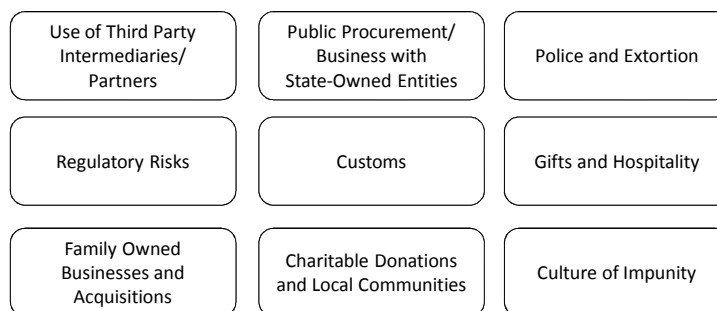 Use of Third Party
Intermediaries/
Partners
Public Procurement/
Business with
State-Owned Entities
Police and Extortion
Regulatory Risks
Customs
Gifts and Hospitality
Family Owned
Businesses and
Acquisitions
Charitable Donations
and Local Communities
Culture of Impunity